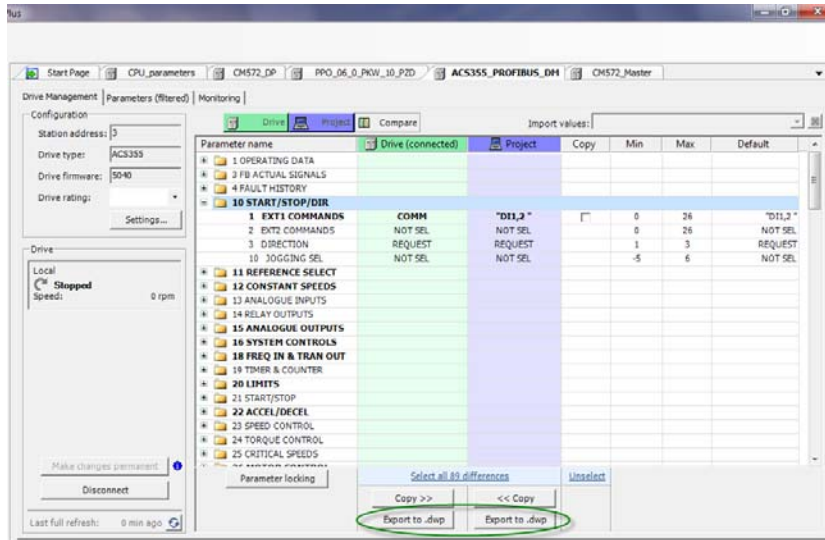 Plus
Start Page CPU_parameters CM572_DP PPO_06_0_PKW_10_PZD ACS355_PROFIBUS_DM CM572_Master
Drive Management Parameters (filtered) Monitoring
Configuration
Station address: 3
Drive type: ACS355
Drive firmware: 5040
Drive rating:
Settings...
Drive
Local
Stopped
Speed: 0 rpm
Make changes permanent
Disconnect
Last full refresh: 0 min ago
Drive Project Compare Import values:
Parameter name Drive (connected) Project Copy Min Max Default
1 OPERATING DATA
3 FB ACTUAL SIGNALS
4 FAULT HISTORY
10 START/STOP/DIR
1 EXT1 COMMANDS COMM "DI1,2 " 0 26 "DI1,2 "
2 EXT2 COMMANDS NOT SEL NOT SEL 0 26 NOT SEL
3 DIRECTION REQUEST REQUEST 1 3 REQUEST
10 JOGGING SEL NOT SEL NOT SEL -5 6 NOT SEL
11 REFERENCE SELECT
12 CONSTANT SPEEDS
13 ANALOGUE INPUTS
14 RELAY OUTPUTS
15 ANALOGUE OUTPUTS
16 SYSTEM CONTROLS
18 FREQ IN & TRAN OUT
19 TIMER & COUNTER
20 LIMITS
21 START/STOP
22 ACCEL/DECEL
23 SPEED CONTROL
24 TORQUE CONTROL
25 CRITICAL SPEEDS
26 MOTOR CONTROL
Parameter locking Select all 89 differences Unselect
Copy >> << Copy
Export to .dwp Export to .dwp